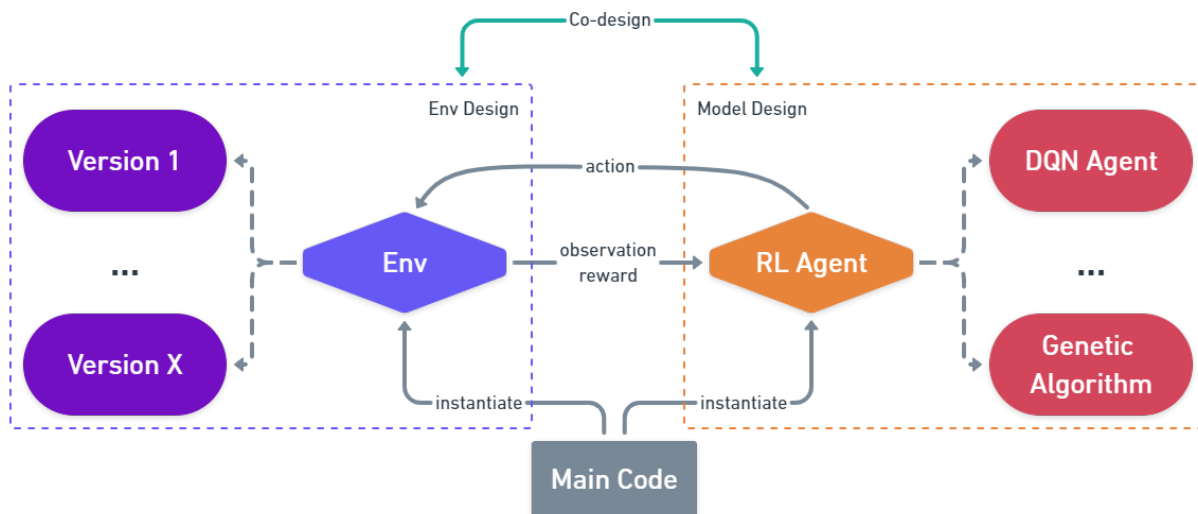 Co-design
Env Design
Model Design
Version 1
action
DQN Agent
...
Env
observation
reward
RL Agent
...
Version X
Genetic
Algorithm
instantiate
instantiate
Main Code